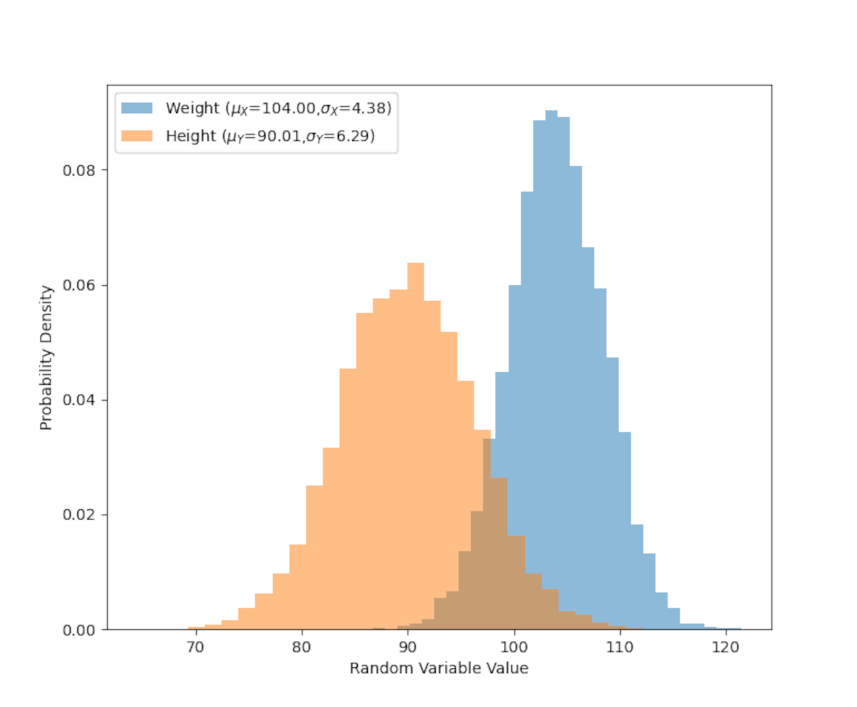 Weight (μX=104.00,σX=4.38)
Height (μY=90.01,σY=6.29)
Probability Density
0.08
0.06
0.04
0.02
0.00
70 80 90 100 110 120
Random Variable Value